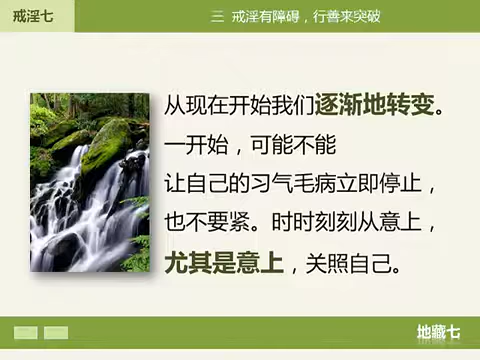 戒淫七
三 戒淫有障碍，行善来突破
从现在开始我们逐渐地转变。
一开始，可能不能
让自己的习气毛病立即停止，
也不要紧。时时刻刻从意上，
尤其是意上，关照自己。
地藏七